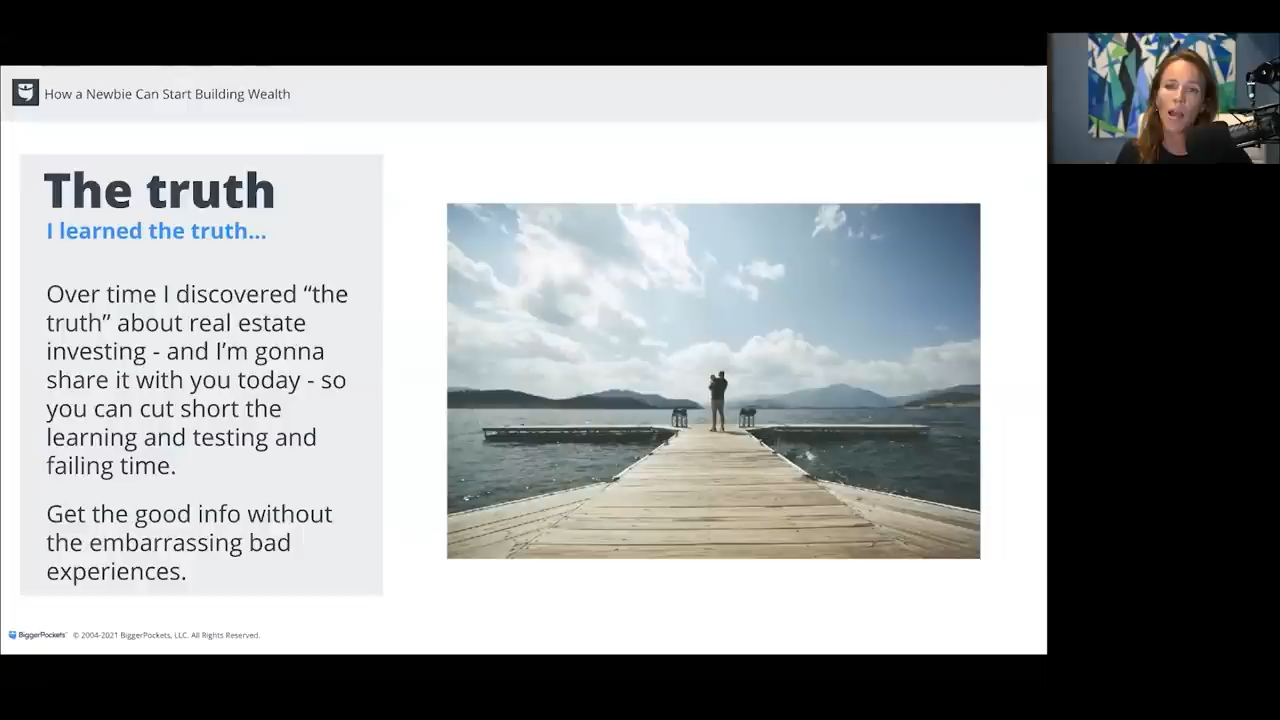 How a Newbie Can Start Building Wealth
The truth
I learned the truth...
Over time I discovered “the
truth” about real estate
investing - and I’m gonna
share it with you today - so
you can cut short the
learning and testing and
failing time.
Get the good info without
the embarrassing bad
experiences.
BiggerPockets © 2004-2021 BiggerPockets, LLC. All Rights Reserved.